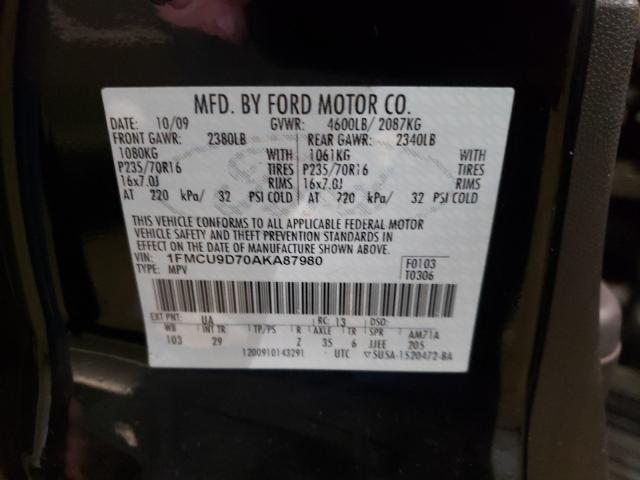 MFD. BY FORD MOTOR CO.
DATE: 10/09 GVWR: 4600LB/ 2087KG
FRONT GAWR: 2380LB REAR GAWR: 2340LB
1080KG WITH 1061KG WITH
P235/70R16 TIRES P235/70R16 TIRES
16x7.0J RIMS 16x7.0J RIMS
AT 220 kPa/ 32 PSI COLD AT 220 kPa/ 32 PSI COLD
THIS VEHICLE CONFORMS TO ALL APPLICABLE FEDERAL MOTOR
VEHICLE SAFETY AND THEFT PREVENTION STANDARDS IN
EFFECT ON THE DATE OF MANUFACTURE SHOWN ABOVE.
VIN: 1FMCU9D70AKA87980 F0103
TYPE: MPV T0306
EXT PNT: UA RC: 13 DSO:
WB INT TR TP/PS R AXLE TR SPR AM71A
103 29 2 35 6 JJEE 205
1200910143291 UTC ▽5U5A-1520472-BA